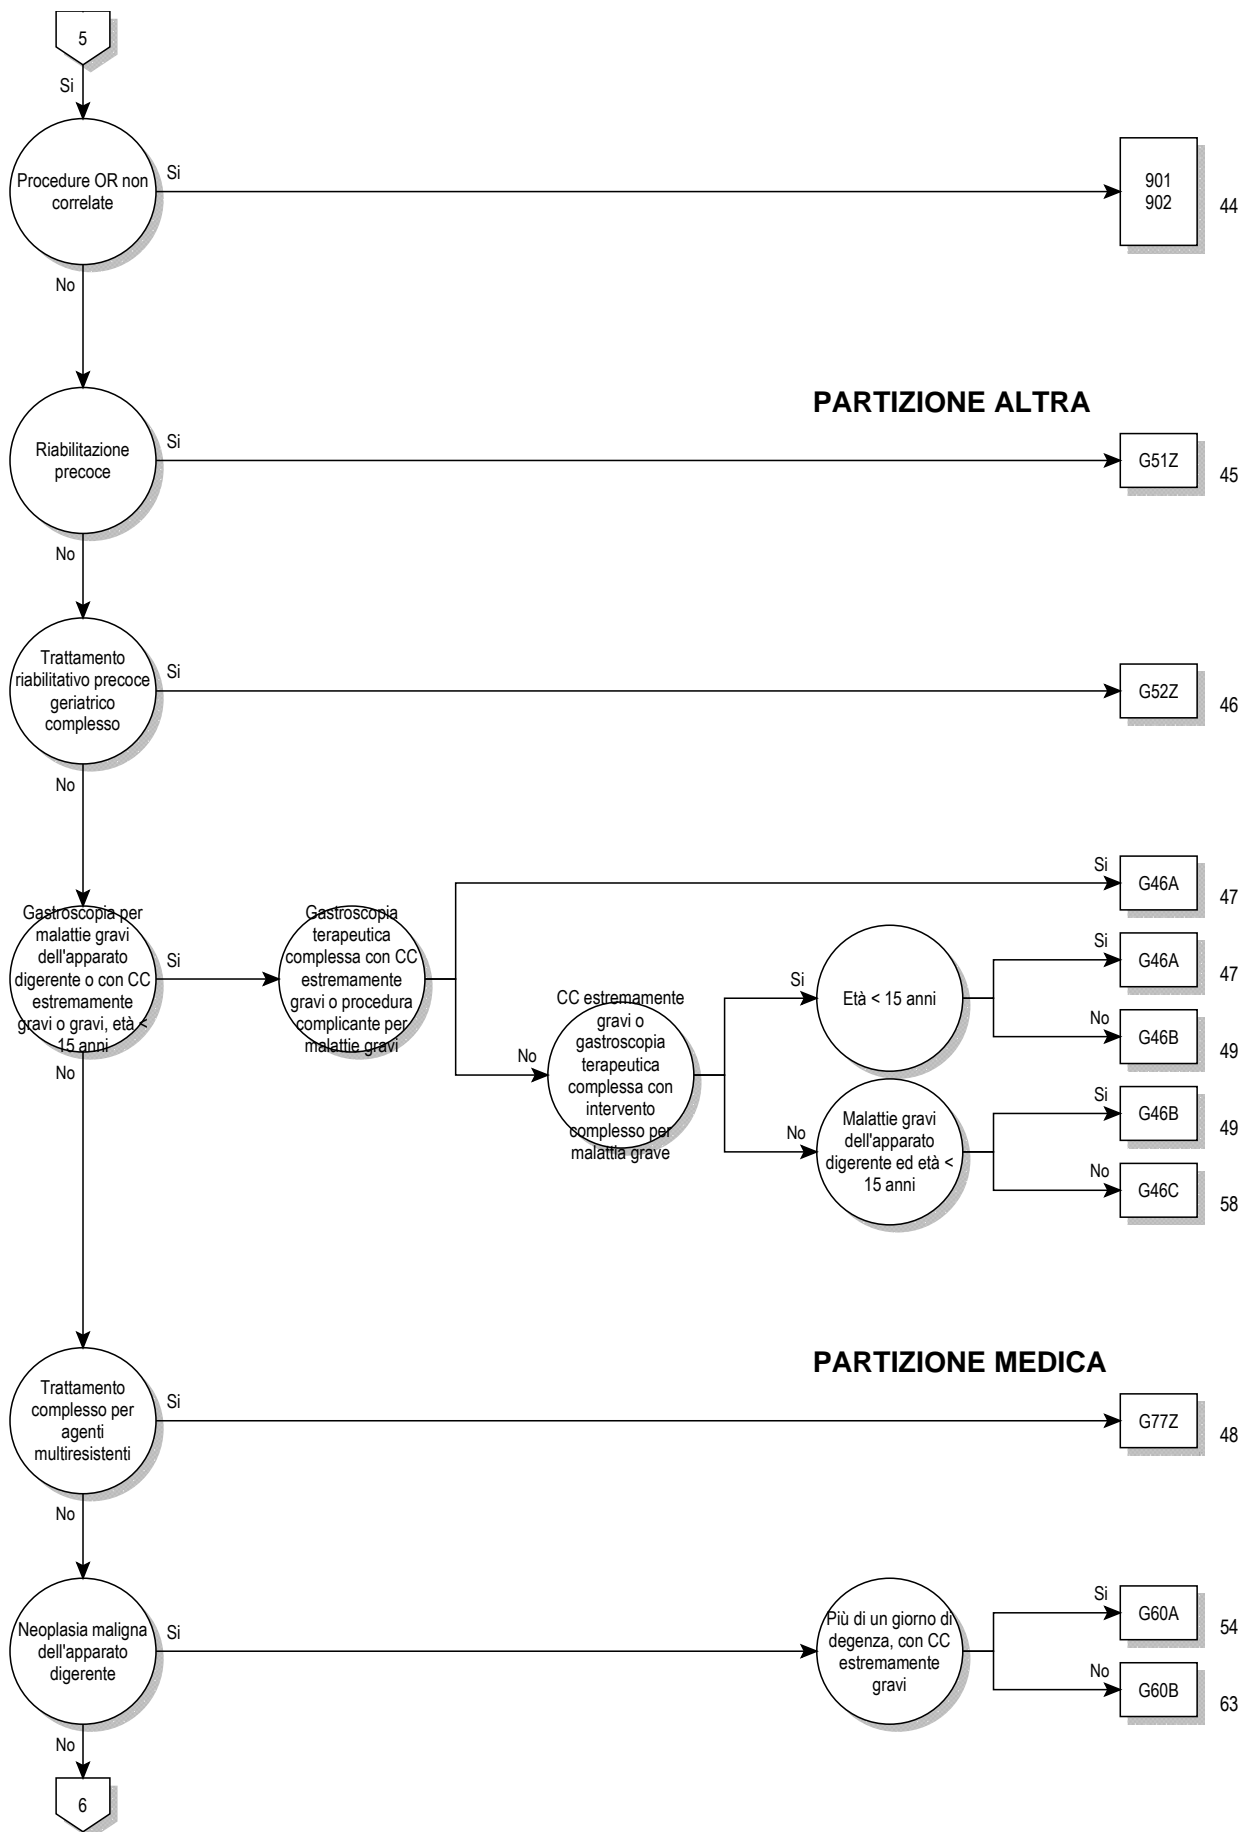 5
Si
Procedure OR non
correlate
Si
901
902
44
No
PARTIZIONE ALTRA
Riabilitazione
precoce
Si
G51Z
45
No
Trattamento
riabilitativo precoce
geriatrico
complesso
Si
G52Z
46
No
Gastroscopia per
malattie gravi
dell'apparato
digerente o con CC
estremamente
gravi o gravi, età <
15 anni
Si
Gastroscopia
terapeutica
complessa con CC
estremamente
gravi o procedura
complicante per
malattie gravi
Si
G46A
47
No
CC estremamente
gravi o
gastroscopia
terapeutica
complessa con
intervento
complesso per
malattia grave
Si
Età < 15 anni
Si
G46A
47
No
G46B
49
No
Malattie gravi
dell'apparato
digerente ed età <
15 anni
Si
G46B
49
No
G46C
58
No
PARTIZIONE MEDICA
Trattamento
complesso per
agenti
multiresistenti
Si
G77Z
48
No
Neoplasia maligna
dell'apparato
digerente
Si
Più di un giorno di
degenza, con CC
estremamente
gravi
Si
G60A
54
No
G60B
63
No
6